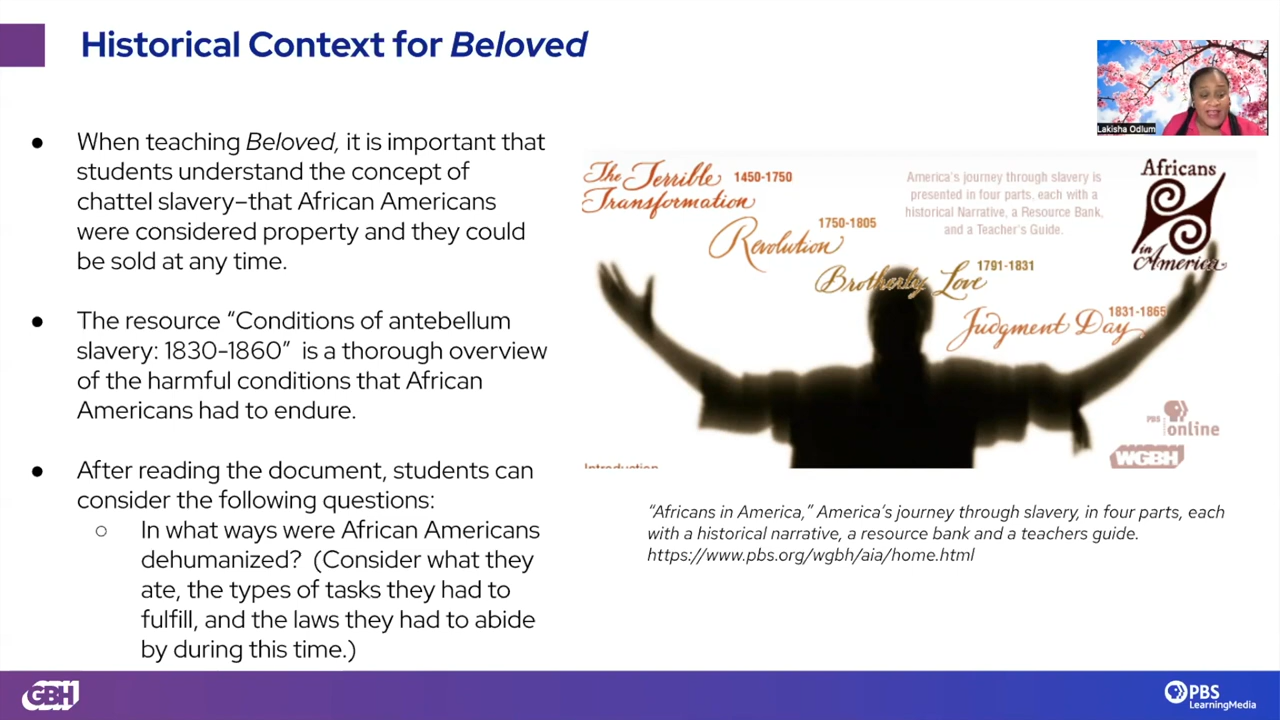 Historical Context for Beloved
Lakisha Odlum
● When teaching Beloved, it is important that
students understand the concept of
chattel slavery–that African Americans
were considered property and they could
be sold at any time.
● The resource “Conditions of antebellum
slavery: 1830-1860” is a thorough overview
of the harmful conditions that African
Americans had to endure.
● After reading the document, students can
consider the following questions:
○ In what ways were African Americans
dehumanized? (Consider what they
ate, the types of tasks they had to
fulfill, and the laws they had to abide
by during this time.)
The Terrible
Transformation
1450-1750
Revolution
1750-1805
Brotherly Love
1791-1831
Judgment Day
1831-1865
America's journey through slavery is
presented in four parts, each with a
historical Narrative, a Resource Bank,
and a Teacher's Guide.
Africans
in
America
PBS online
WGBH
Introduction
“Africans in America,” America’s journey through slavery, in four parts, each
with a historical narrative, a resource bank and a teachers guide.
https://www.pbs.org/wgbh/aia/home.html
GBH
PBS
LearningMedia